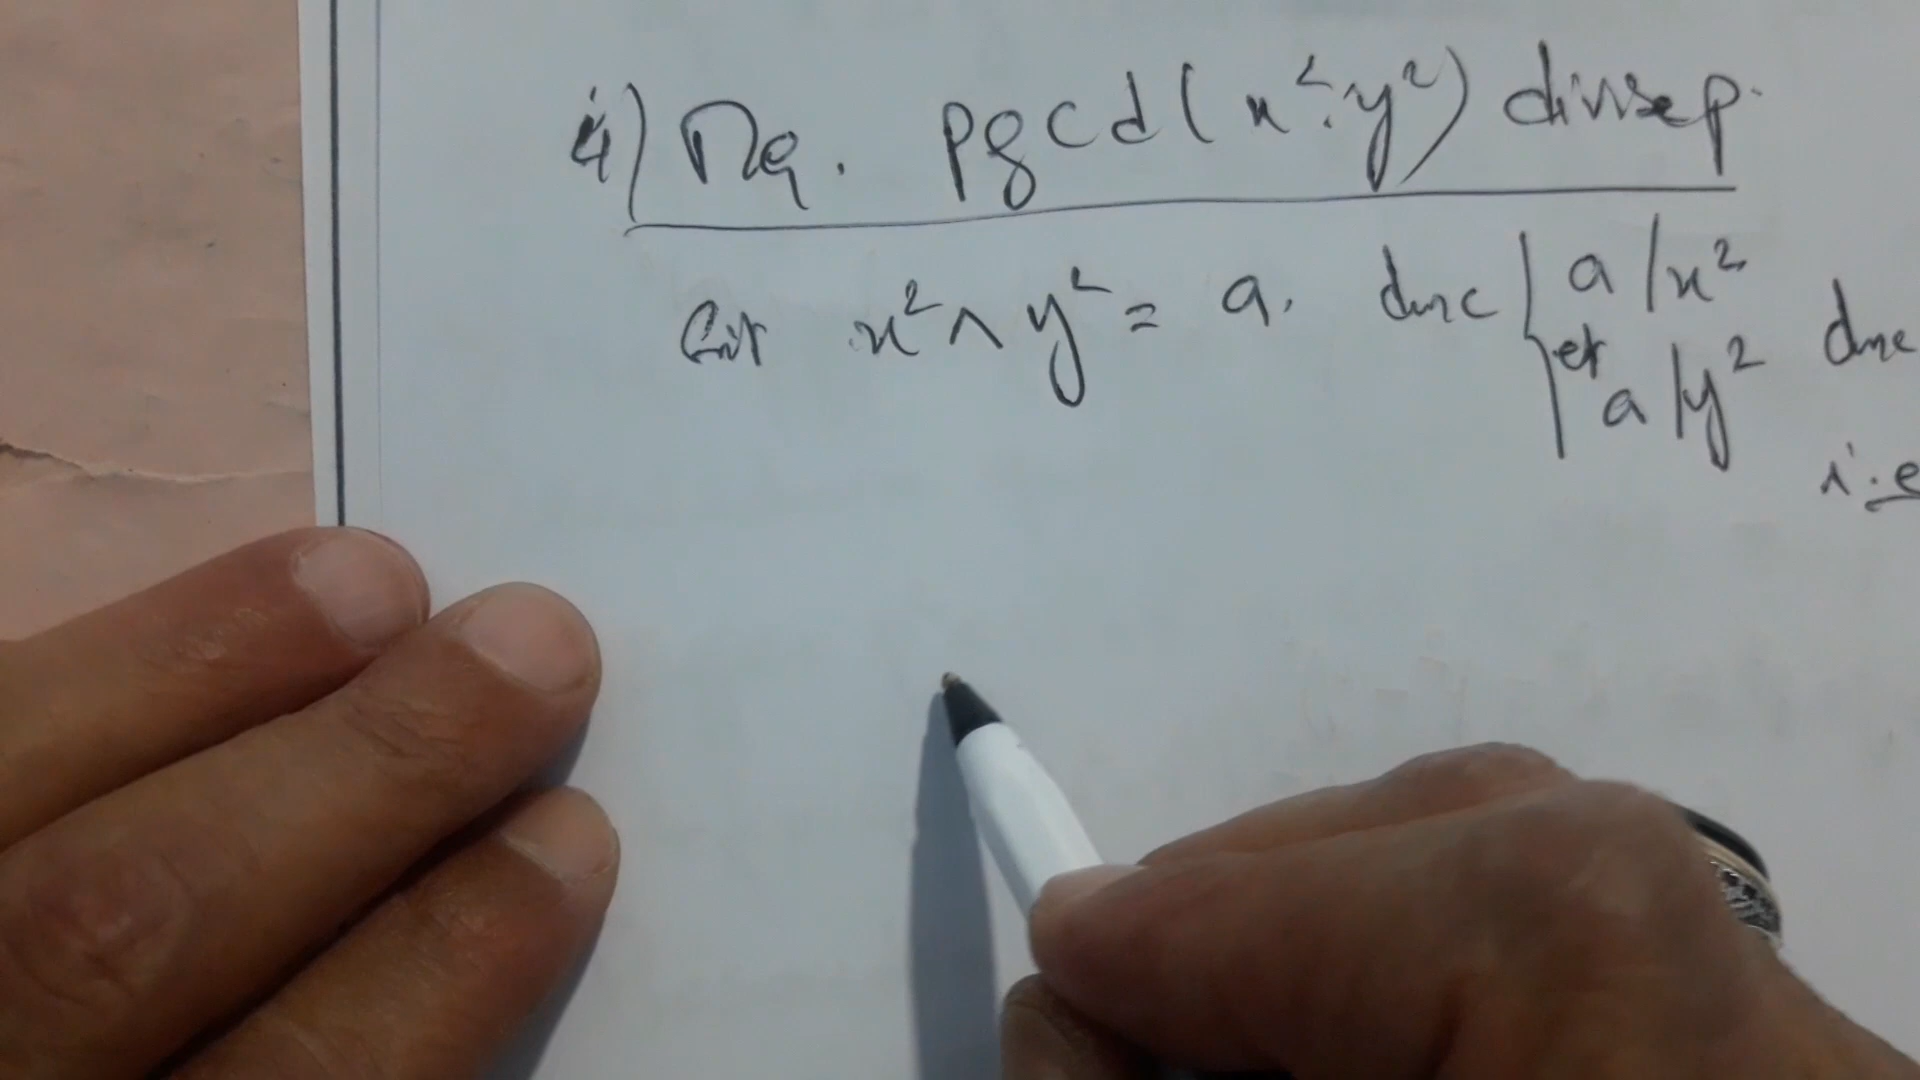 4) Mq. pgcd(x²; y²) divise p.
Soit x² ∧ y² = a. donc { a / x² et a / y² donc
i.e